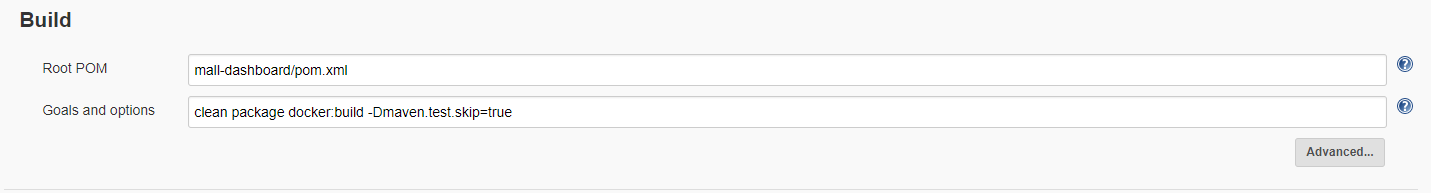 Build
Root POM
mall-dashboard/pom.xml
Goals and options
clean package docker:build -Dmaven.test.skip=true
Advanced...